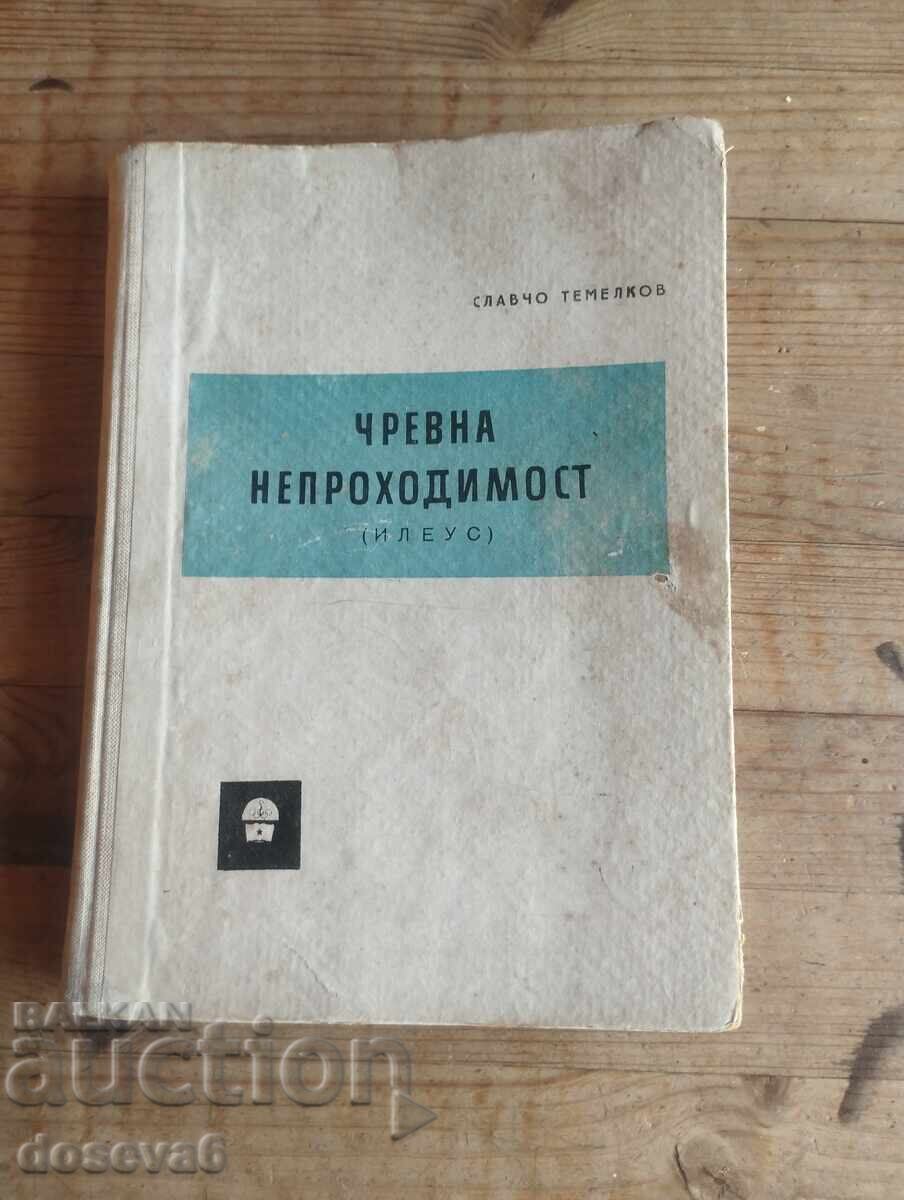 СЛАВЧО ТЕМЕЛКОВ
ЧРЕВНА
НЕПРОХОДИМОСТ
(ИЛЕУС)
BALKAN
auction
doseva6